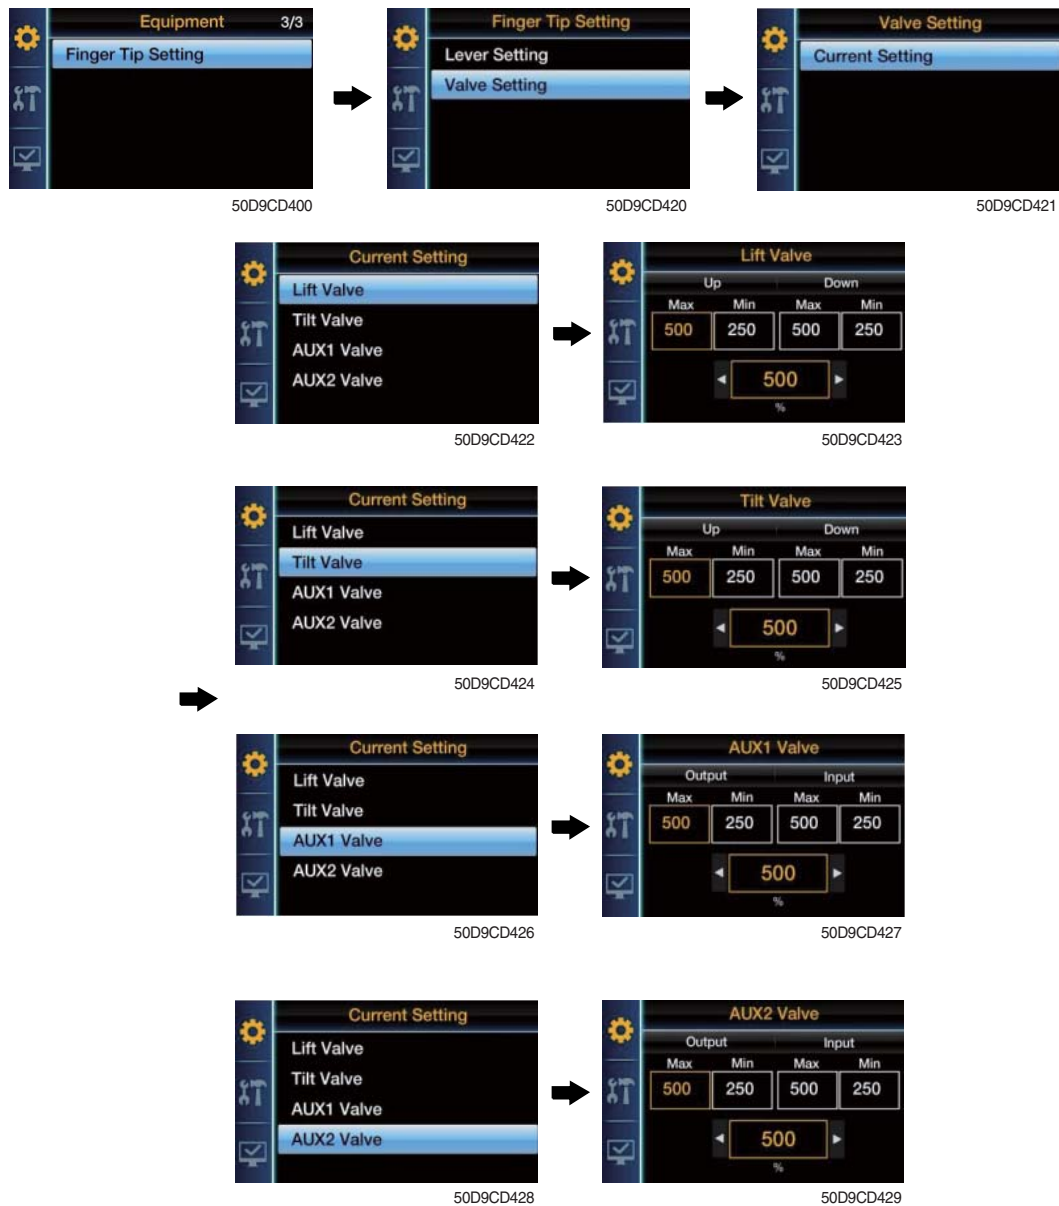 Equipment 3/3
Finger Tip Setting
50D9CD400
Finger Tip Setting
Lever Setting
Valve Setting
50D9CD420
Valve Setting
Current Setting
50D9CD421
Current Setting
Lift Valve
Tilt Valve
AUX1 Valve
AUX2 Valve
50D9CD422
Lift Valve
Up Down
Max Min Max Min
500 250 500 250
500
%
50D9CD423
Current Setting
Lift Valve
Tilt Valve
AUX1 Valve
AUX2 Valve
50D9CD424
Tilt Valve
Up Down
Max Min Max Min
500 250 500 250
500
%
50D9CD425
Current Setting
Lift Valve
Tilt Valve
AUX1 Valve
AUX2 Valve
50D9CD426
AUX1 Valve
Output Input
Max Min Max Min
500 250 500 250
500
%
50D9CD427
Current Setting
Lift Valve
Tilt Valve
AUX1 Valve
AUX2 Valve
50D9CD428
AUX2 Valve
Output Input
Max Min Max Min
500 250 500 250
500
%
50D9CD429